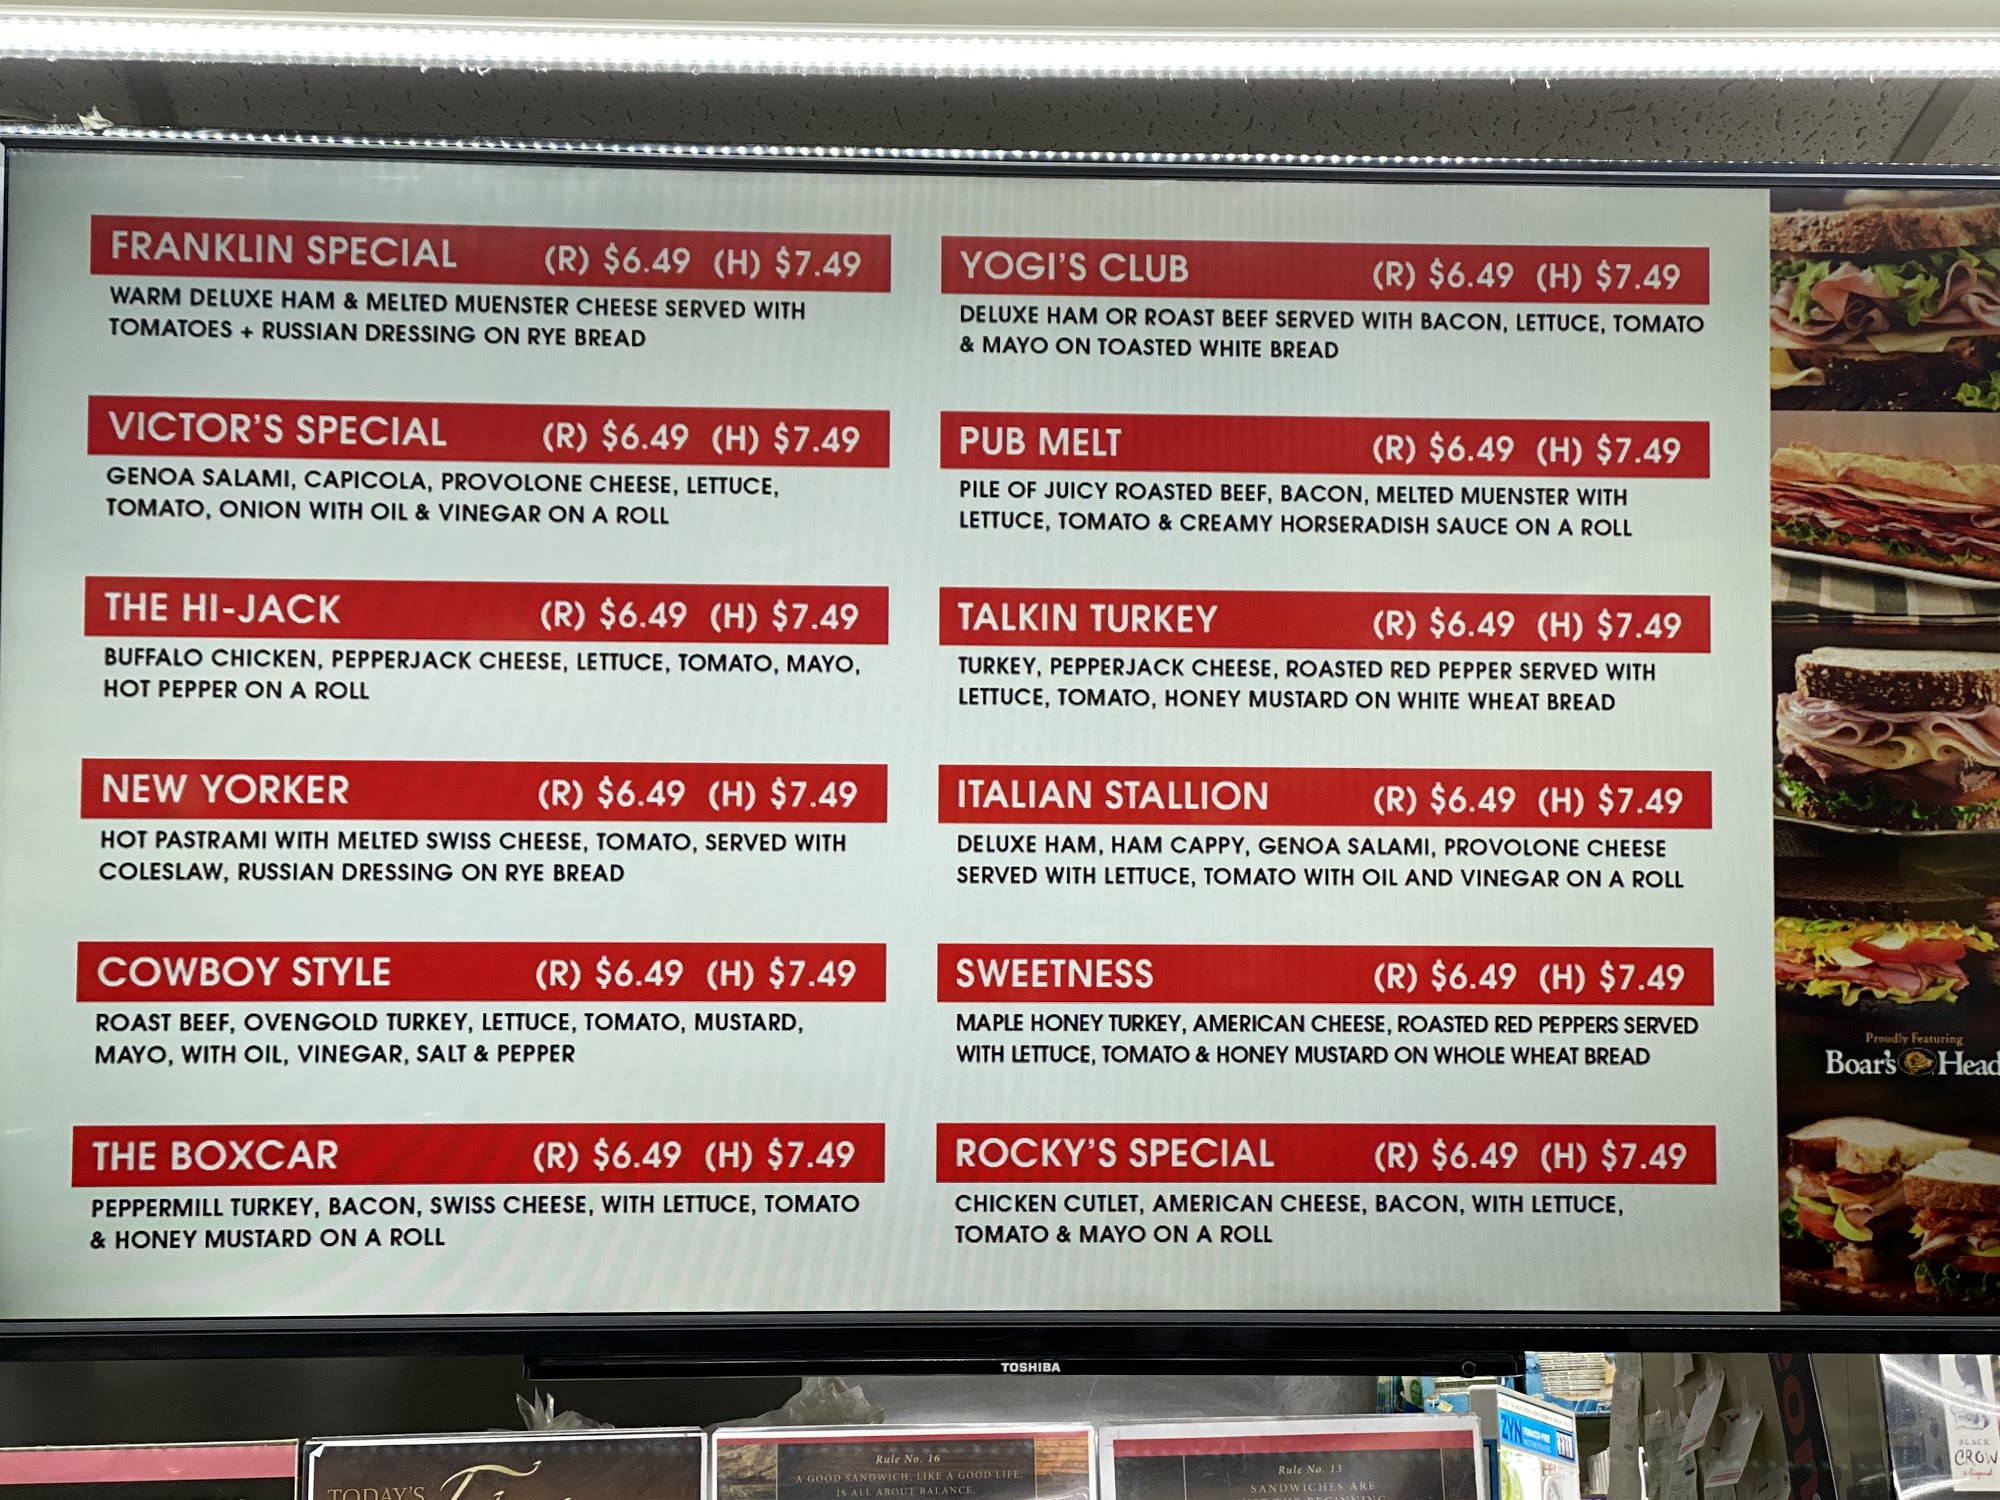 FRANKLIN SPECIAL (R) $6.49 (H) $7.49
WARM DELUXE HAM & MELTED MUENSTER CHEESE SERVED WITH
TOMATOES + RUSSIAN DRESSING ON RYE BREAD
VICTOR'S SPECIAL (R) $6.49 (H) $7.49
GENOA SALAMI, CAPICOLA, PROVOLONE CHEESE, LETTUCE,
TOMATO, ONION WITH OIL & VINEGAR ON A ROLL
THE HI-JACK (R) $6.49 (H) $7.49
BUFFALO CHICKEN, PEPPERJACK CHEESE, LETTUCE, TOMATO, MAYO,
HOT PEPPER ON A ROLL
NEW YORKER (R) $6.49 (H) $7.49
HOT PASTRAMI WITH MELTED SWISS CHEESE, TOMATO, SERVED WITH
COLESLAW, RUSSIAN DRESSING ON RYE BREAD
COWBOY STYLE (R) $6.49 (H) $7.49
ROAST BEEF, OVENGOLD TURKEY, LETTUCE, TOMATO, MUSTARD,
MAYO, WITH OIL, VINEGAR, SALT & PEPPER
THE BOXCAR (R) $6.49 (H) $7.49
PEPPERMILL TURKEY, BACON, SWISS CHEESE, WITH LETTUCE, TOMATO
& HONEY MUSTARD ON A ROLL
YOGI'S CLUB (R) $6.49 (H) $7.49
DELUXE HAM OR ROAST BEEF SERVED WITH BACON, LETTUCE, TOMATO
& MAYO ON TOASTED WHITE BREAD
PUB MELT (R) $6.49 (H) $7.49
PILE OF JUICY ROASTED BEEF, BACON, MELTED MUENSTER WITH
LETTUCE, TOMATO & CREAMY HORSERADISH SAUCE ON A ROLL
TALKIN TURKEY (R) $6.49 (H) $7.49
TURKEY, PEPPERJACK CHEESE, ROASTED RED PEPPER SERVED WITH
LETTUCE, TOMATO, HONEY MUSTARD ON WHITE WHEAT BREAD
ITALIAN STALLION (R) $6.49 (H) $7.49
DELUXE HAM, HAM CAPPY, GENOA SALAMI, PROVOLONE CHEESE
SERVED WITH LETTUCE, TOMATO WITH OIL AND VINEGAR ON A ROLL
SWEETNESS (R) $6.49 (H) $7.49
MAPLE HONEY TURKEY, AMERICAN CHEESE, ROASTED RED PEPPERS SERVED
WITH LETTUCE, TOMATO & HONEY MUSTARD ON WHOLE WHEAT BREAD
ROCKY'S SPECIAL (R) $6.49 (H) $7.49
CHICKEN CUTLET, AMERICAN CHEESE, BACON, WITH LETTUCE,
TOMATO & MAYO ON A ROLL
Proudly Featuring
Boar's Head
TOSHIBA
TODAY'S
Rule No. 16
A GOOD SANDWICH, LIKE A GOOD LIFE,
IS ALL ABOUT BALANCE.
Rule No. 13
SANDWICHES ARE
ZYN
BLACK
CROW